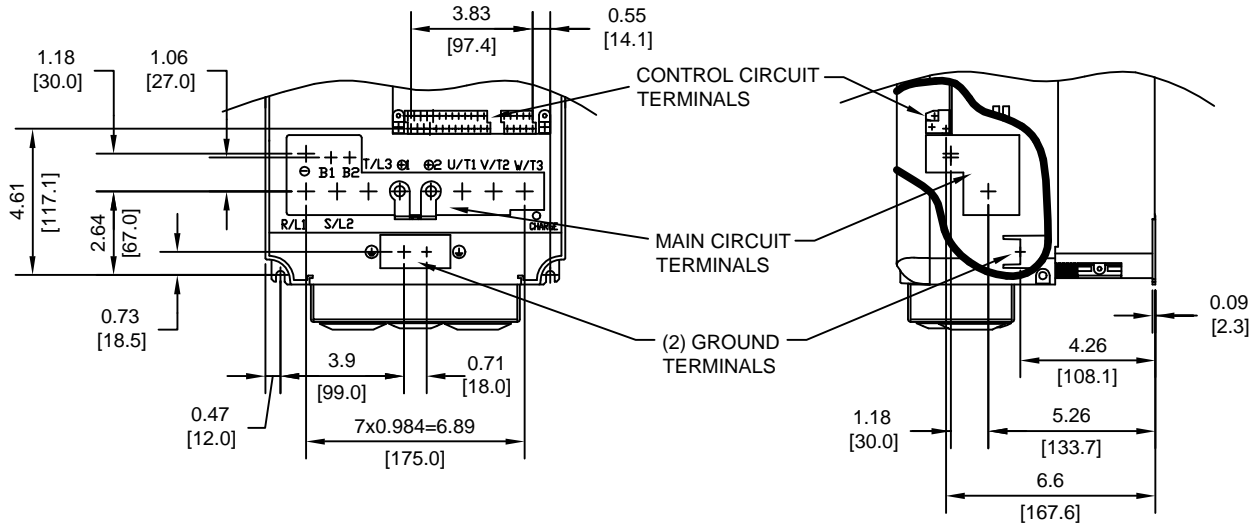 3.83
[97.4]
0.55
[14.1]
1.18
[30.0]
1.06
[27.0]
CONTROL CIRCUIT
TERMINALS
T/L3 ⊕1 ⊕2 U/T1 V/T2 W/T3
⊖ B1 B2
4.61
[117.1]
2.64
[67.0]
R/L1 S/L2
CHARGE
MAIN CIRCUIT
TERMINALS
0.73
[18.5]
(2) GROUND
TERMINALS
0.09
[2.3]
3.9
[99.0]
0.71
[18.0]
4.26
[108.1]
0.47
[12.0]
7x0.984=6.89
[175.0]
1.18
[30.0]
5.26
[133.7]
6.6
[167.6]